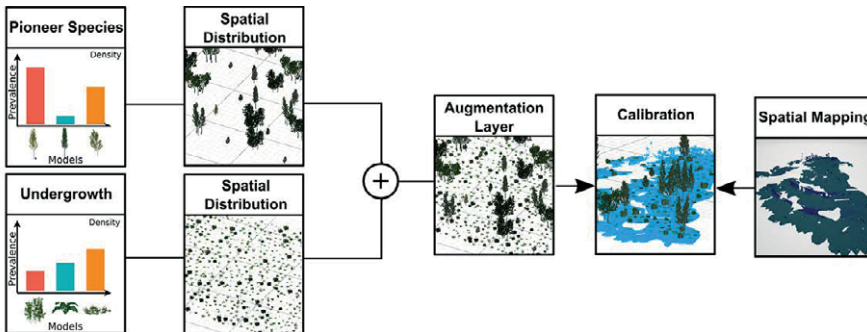 Pioneer Species
Density
Prevalence
Models
Spatial
Distribution
Undergrowth
Density
Prevalence
Models
Spatial
Distribution
+
Augmentation
Layer
Calibration
Spatial Mapping